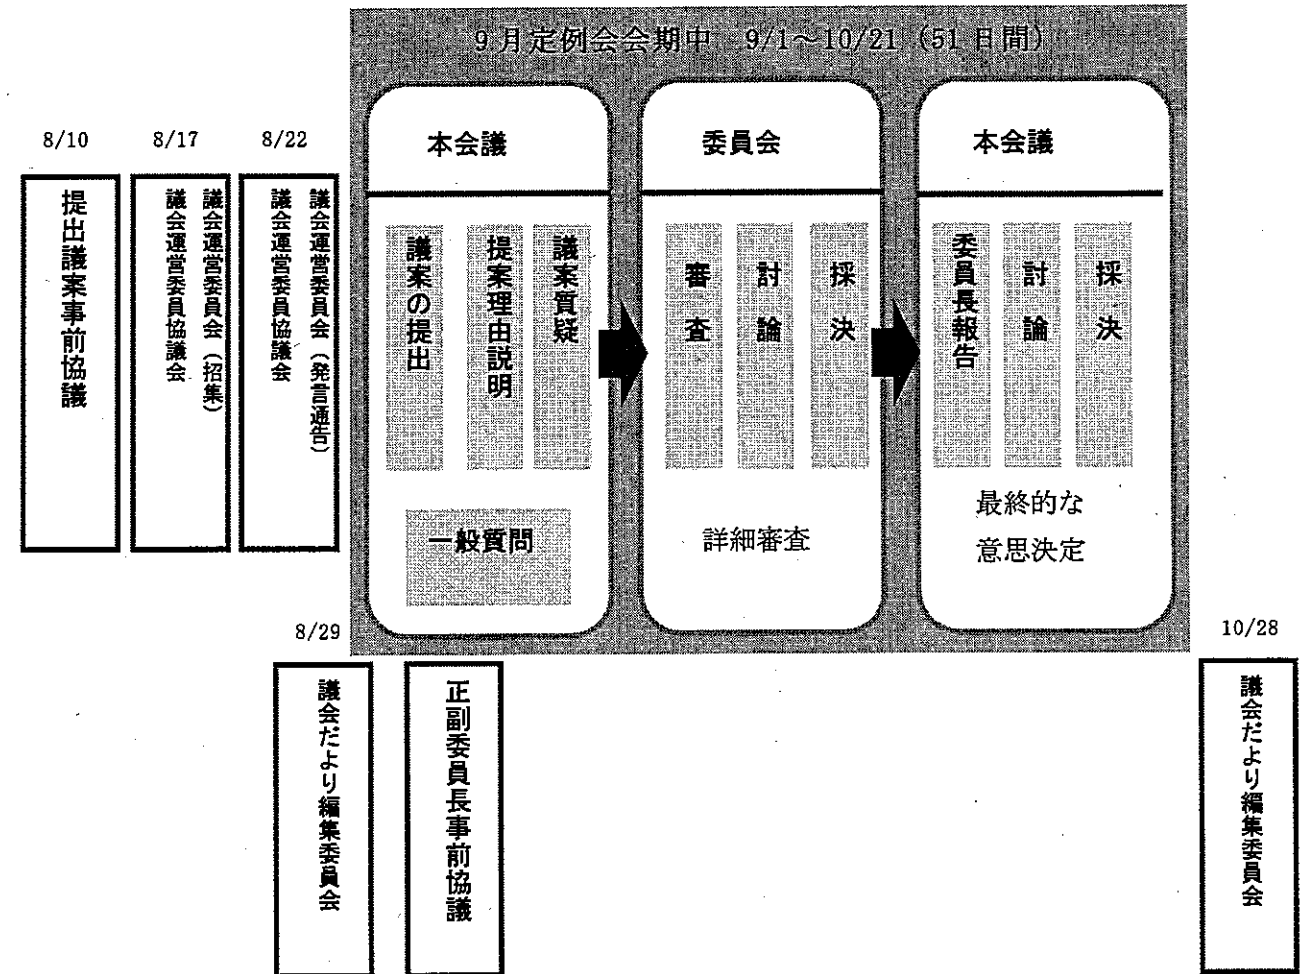 9月定例会会期中 9/1～10/21（51日間）
8/10
提出議案事前協議
8/17
議会運営委員会（招集）
議会運営委員協議会
8/22
議会運営委員会（発言通告）
議会運営委員協議会
本会議
議案の提出
提案理由説明
議案質疑
一般質問
委員会
審査
討論
採決
詳細審査
本会議
委員長報告
討論
採決
最終的な
意思決定
8/29
議会だより編集委員会
正副委員長事前協議
10/28
議会だより編集委員会